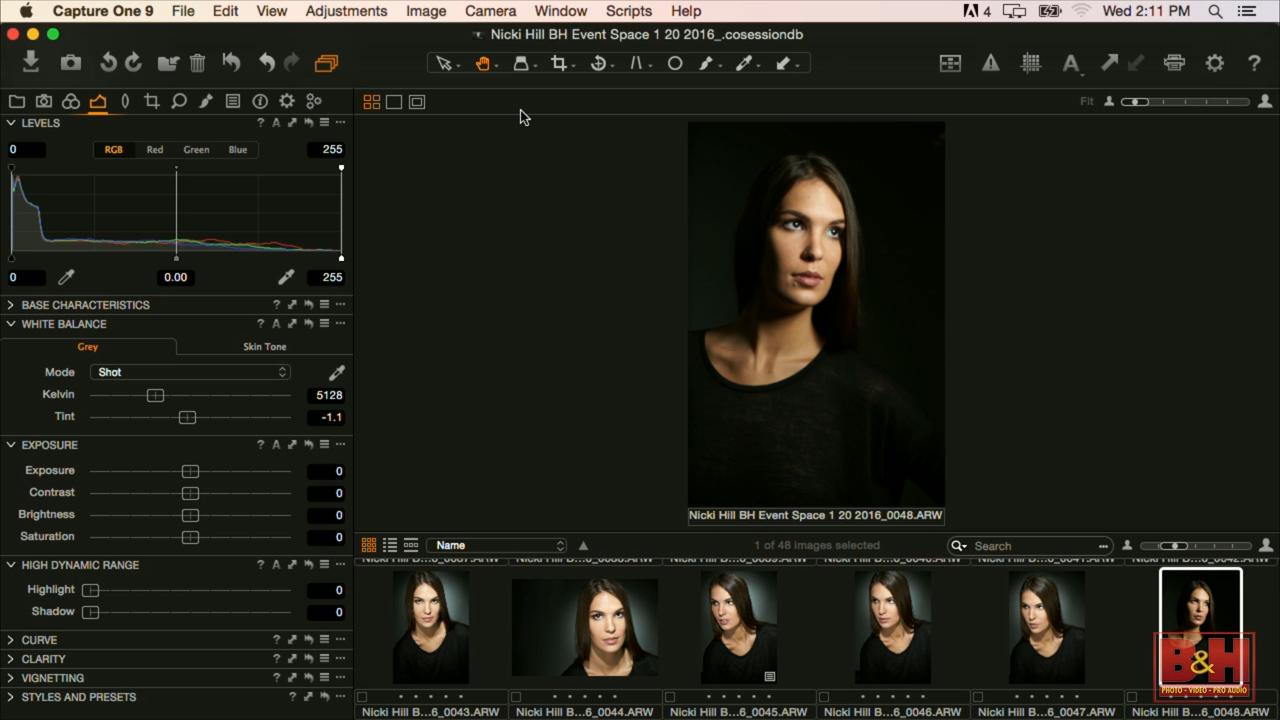 Capture One 9 File Edit View Adjustments Image Camera Window Scripts Help 4 Wed 2:11 PM
Nicki Hill BH Event Space 1 20 2016_.cosessiondb
Fit
LEVELS
0 RGB Red Green Blue 255
0 0.00 255
BASE CHARACTERISTICS
WHITE BALANCE
Grey Skin Tone
Mode Shot
Kelvin 5128
Tint -1.1
EXPOSURE
Exposure 0
Contrast 0
Brightness 0
Saturation 0
HIGH DYNAMIC RANGE
Highlight 0
Shadow 0
CURVE
CLARITY
VIGNETTING
STYLES AND PRESETS
Nicki Hill BH Event Space 1 20 2016_0048.ARW
Name 1 of 48 images selected Search
B&H
PHOTO - VIDEO - PRO AUDIO
Nicki Hill B...6_0043.ARW Nicki Hill B...6_0044.ARW Nicki Hill B...6_0045.ARW Nicki Hill B...6_0046.ARW Nicki Hill B...6_0047.ARW Nicki Hill B...6_0048.ARW